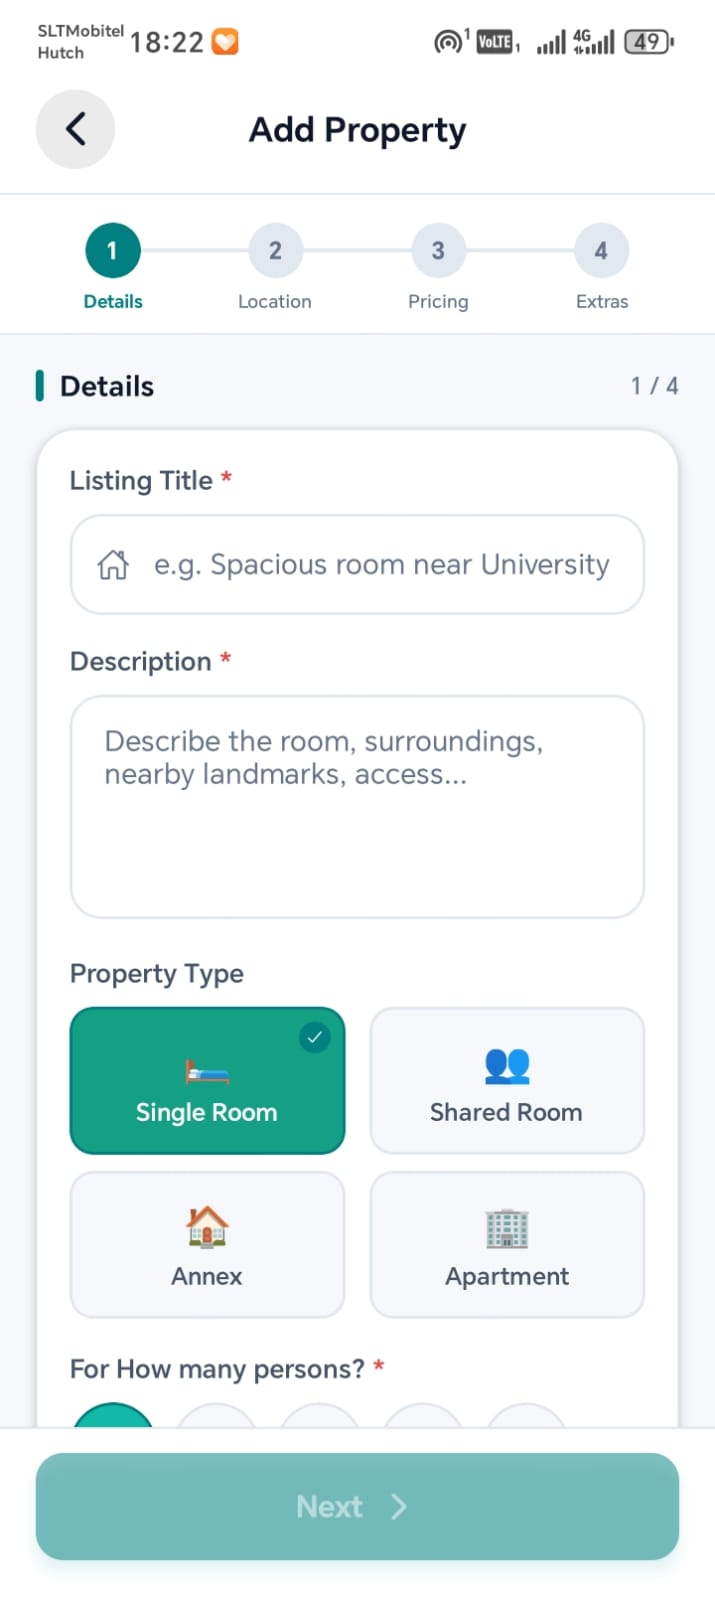 SLTMobitel
Hutch
18:22
1
VoLTE 1
4G
49
Add Property
1
2
3
4
Details
Location
Pricing
Extras
Details
1 / 4
Listing Title *
e.g. Spacious room near University
Description *
Describe the room, surroundings,
nearby landmarks, access...
Property Type
Single Room
Shared Room
Annex
Apartment
For How many persons? *
Next